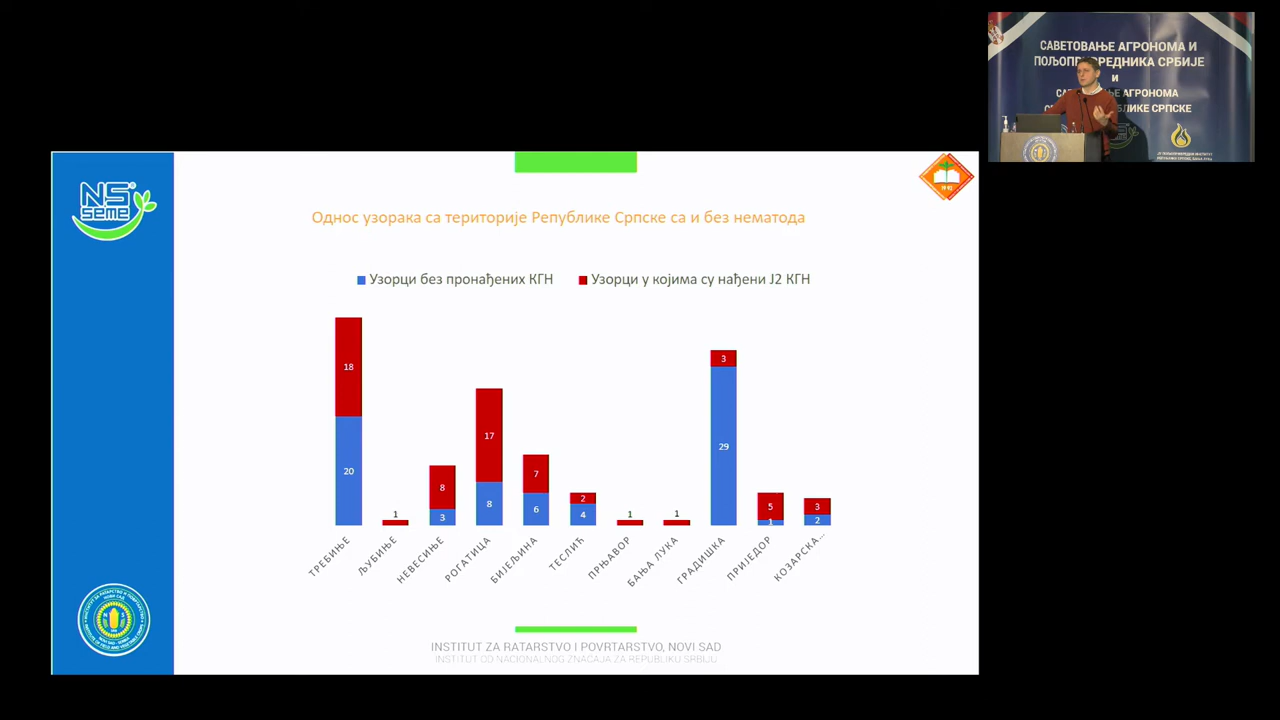 САВЕТОВАЊЕ АГРОНОМА И
ПОЉОПРИВРЕДНИКА СРБИЈЕ
И
АГРОНОМА
СРПСКЕ
NS®
seme
Однос узорака са територије Републике Српске са и без нематода
Узорци без пронађених КГН
Узорци у којима су нађени Ј2 КГН
18
20
1
8
3
17
8
7
6
2
4
1
1
3
29
5
1
3
2
ТРЕБИЊЕ
ЉУБИЊЕ
НЕВЕСИЊЕ
РОГАТИЦА
БИЈЕЉИНА
ТЕСЛИЋ
ПРЊАВОР
БАЊА ЛУКА
ГРАДИШКА
ПРИЈЕДОР
КОЗАРСКА...
INSTITUT ZA RATARSTVO I POVRTARSTVO, NOVI SAD
INSTITUT OD NACIONALNOG ZNAČAJA ZA REPUBLIKU SRBIJU